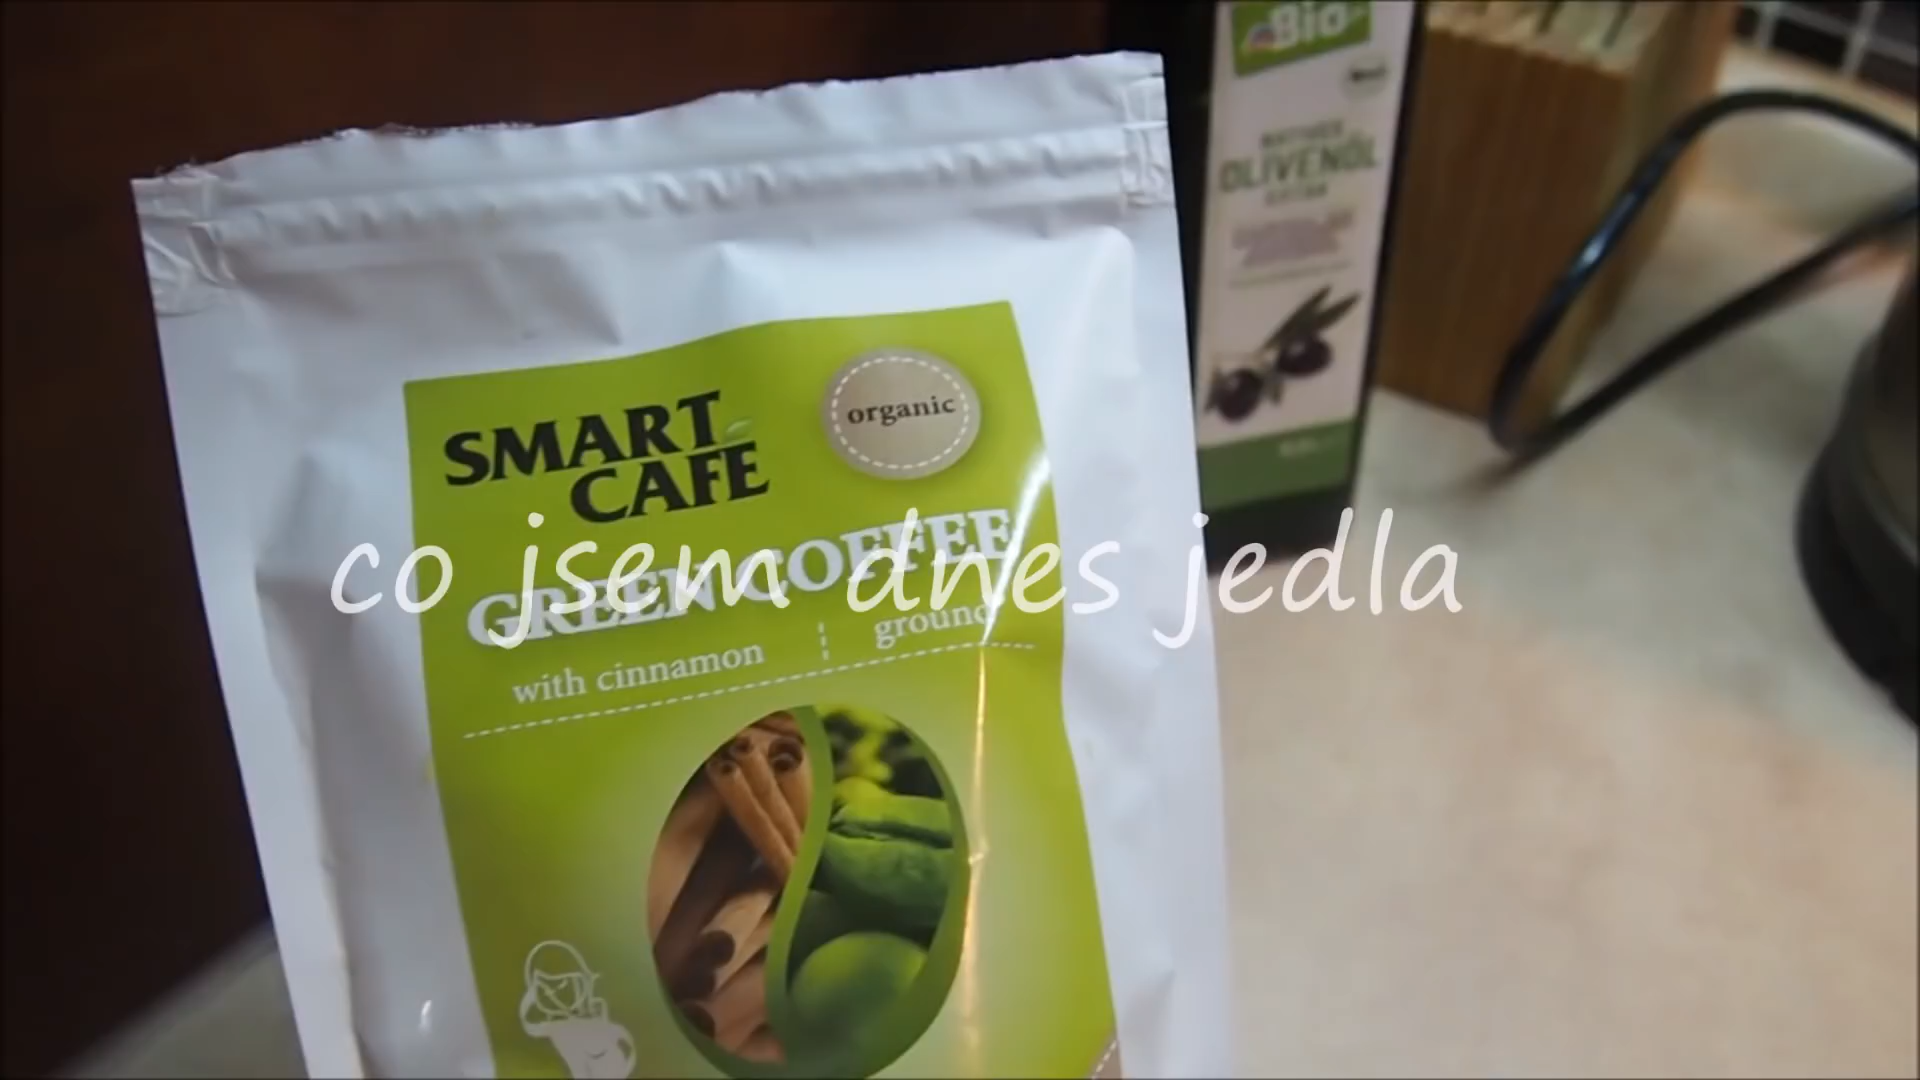 SMART
CAFE
organic
GREEN COFFEE
with cinnamon
ground
co jsem dnes jedla
Bio
OLIVENÖL